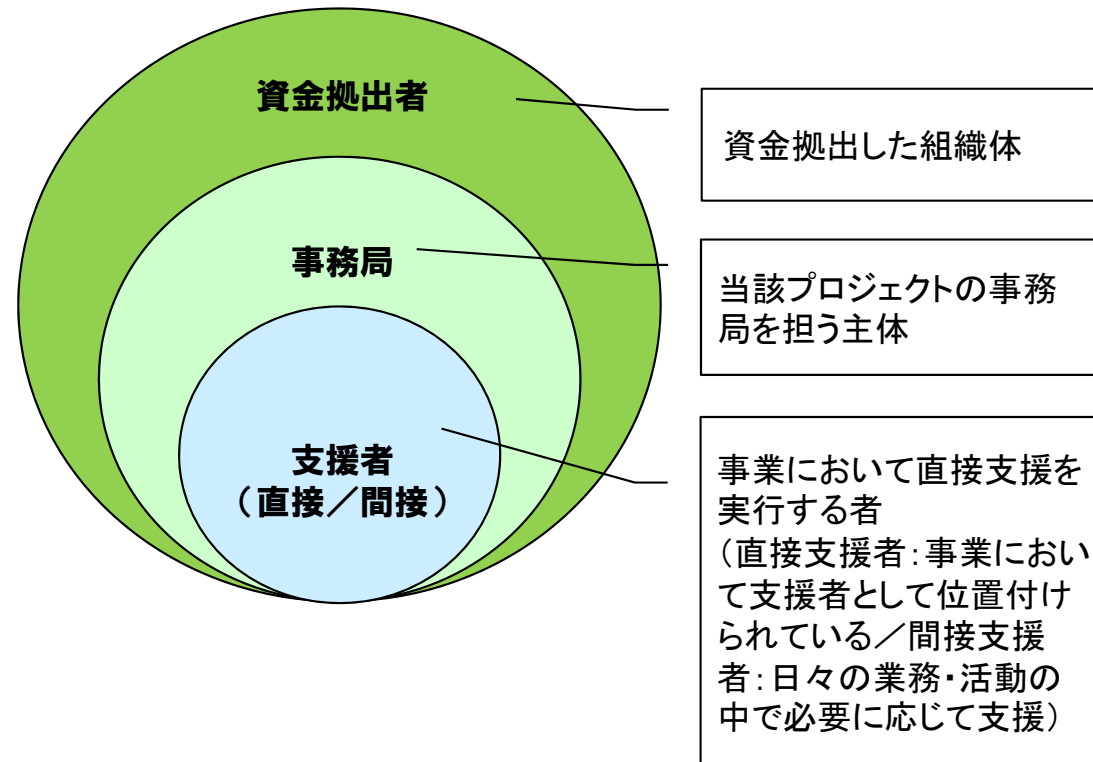 資金拠出者
資金拠出した組織体
事務局
当該プロジェクトの事務
局を担う主体
支援者
（直接／間接）
事業において直接支援を
実行する者
（直接支援者：事業におい
て支援者として位置付け
られている／間接支援
者：日々の業務・活動の
中で必要に応じて支援）